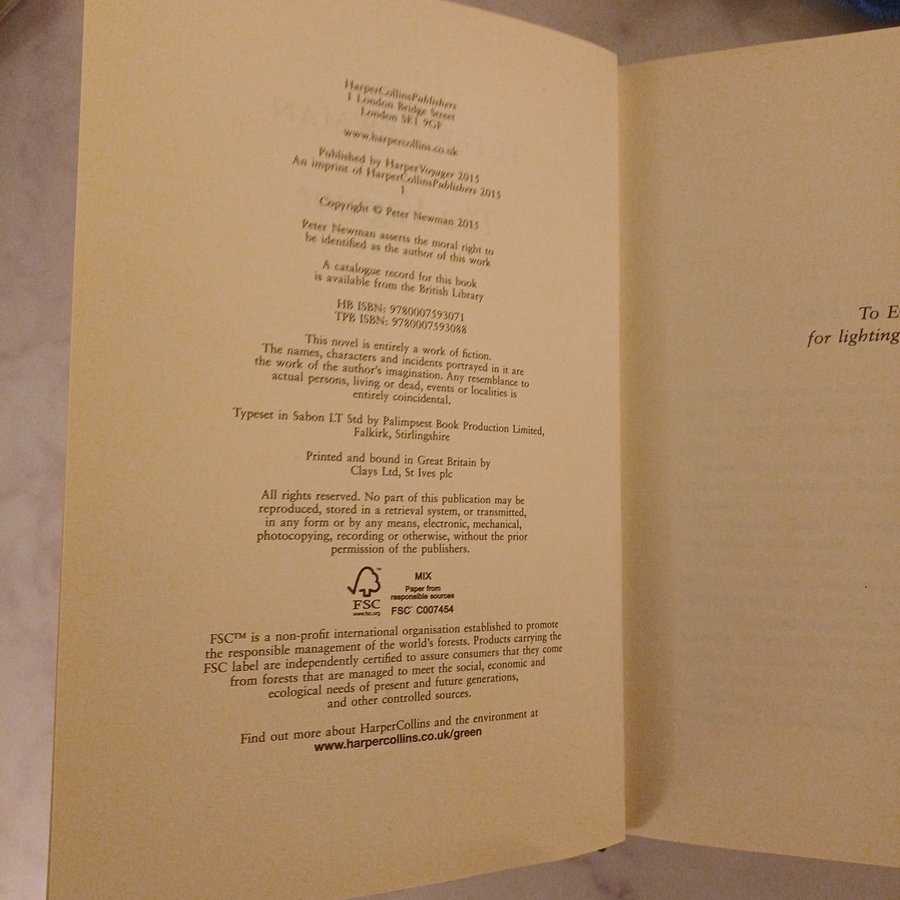 HarperCollinsPublishers
1 London Bridge Street
London SE1 9GF
www.harpercollins.co.uk
Published by HarperVoyager 2015
An imprint of HarperCollinsPublishers 2015
1
Copyright © Peter Newman 2015
Peter Newman asserts the moral right to
be identified as the author of this work
A catalogue record for this book
is available from the British Library
HB ISBN: 9780007593071
TPB ISBN: 9780007593088
This novel is entirely a work of fiction.
The names, characters and incidents portrayed in it are
the work of the author's imagination. Any resemblance to
actual persons, living or dead, events or localities is
entirely coincidental.
Typeset in Sabon LT Std by Palimpsest Book Production Limited,
Falkirk, Stirlingshire
Printed and bound in Great Britain by
Clays Ltd, St Ives plc
All rights reserved. No part of this publication may be
reproduced, stored in a retrieval system, or transmitted,
in any form or by any means, electronic, mechanical,
photocopying, recording or otherwise, without the prior
permission of the publishers.
FSC
www.fsc.org
MIX
Paper from
responsible sources
FSC® C007454
FSC™ is a non-profit international organisation established to promote
the responsible management of the world's forests. Products carrying the
FSC label are independently certified to assure consumers that they come
from forests that are managed to meet the social, economic and
ecological needs of present and future generations,
and other controlled sources.
Find out more about HarperCollins and the environment at
www.harpercollins.co.uk/green
To E
for lighting